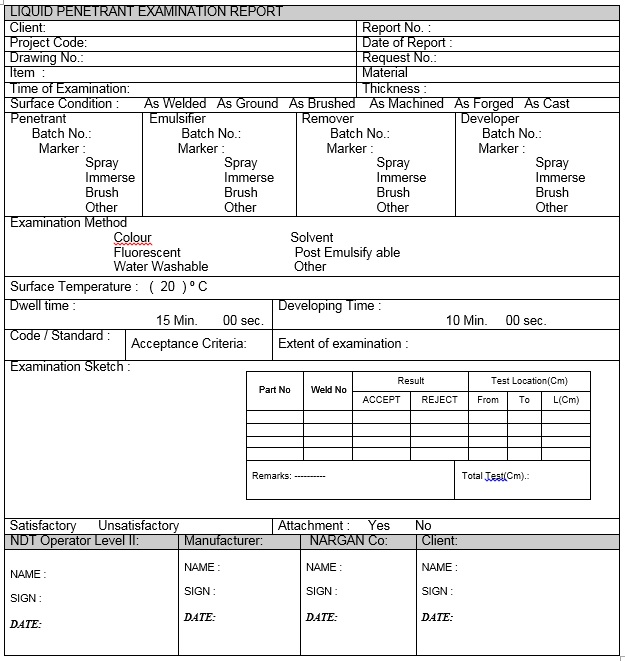 LIQUID PENETRANT EXAMINATION REPORT
Client: Report No. :
Project Code: Date of Report :
Drawing No.: Request No.:
Item : Material
Time of Examination: Thickness :
Surface Condition : As Welded As Ground As Brushed As Machined As Forged As Cast
Penetrant Emulsifier Remover Developer
Batch No.: Batch No.: Batch No.: Batch No.:
Marker : Marker : Marker : Marker :
Spray Spray Spray Spray
Immerse Immerse Immerse Immerse
Brush Brush Brush Brush
Other Other Other Other
Examination Method
Colour Solvent
Fluorescent Post Emulsify able
Water Washable Other
Surface Temperature : ( 20 ) º C
Dwell time : Developing Time :
15 Min. 00 sec. 10 Min. 00 sec.
Code / Standard : Acceptance Criteria: Extent of examination :
Examination Sketch :
Part No Weld No Result Test Location(Cm)
ACCEPT REJECT From To L(Cm)
Remarks: ---------- Total Test(Cm).:
Satisfactory Unsatisfactory Attachment : Yes No
NDT Operator Level II: Manufacturer: NARGAN Co: Client:
NAME : NAME : NAME : NAME :
SIGN : SIGN : SIGN : SIGN :
DATE: DATE: DATE: DATE: